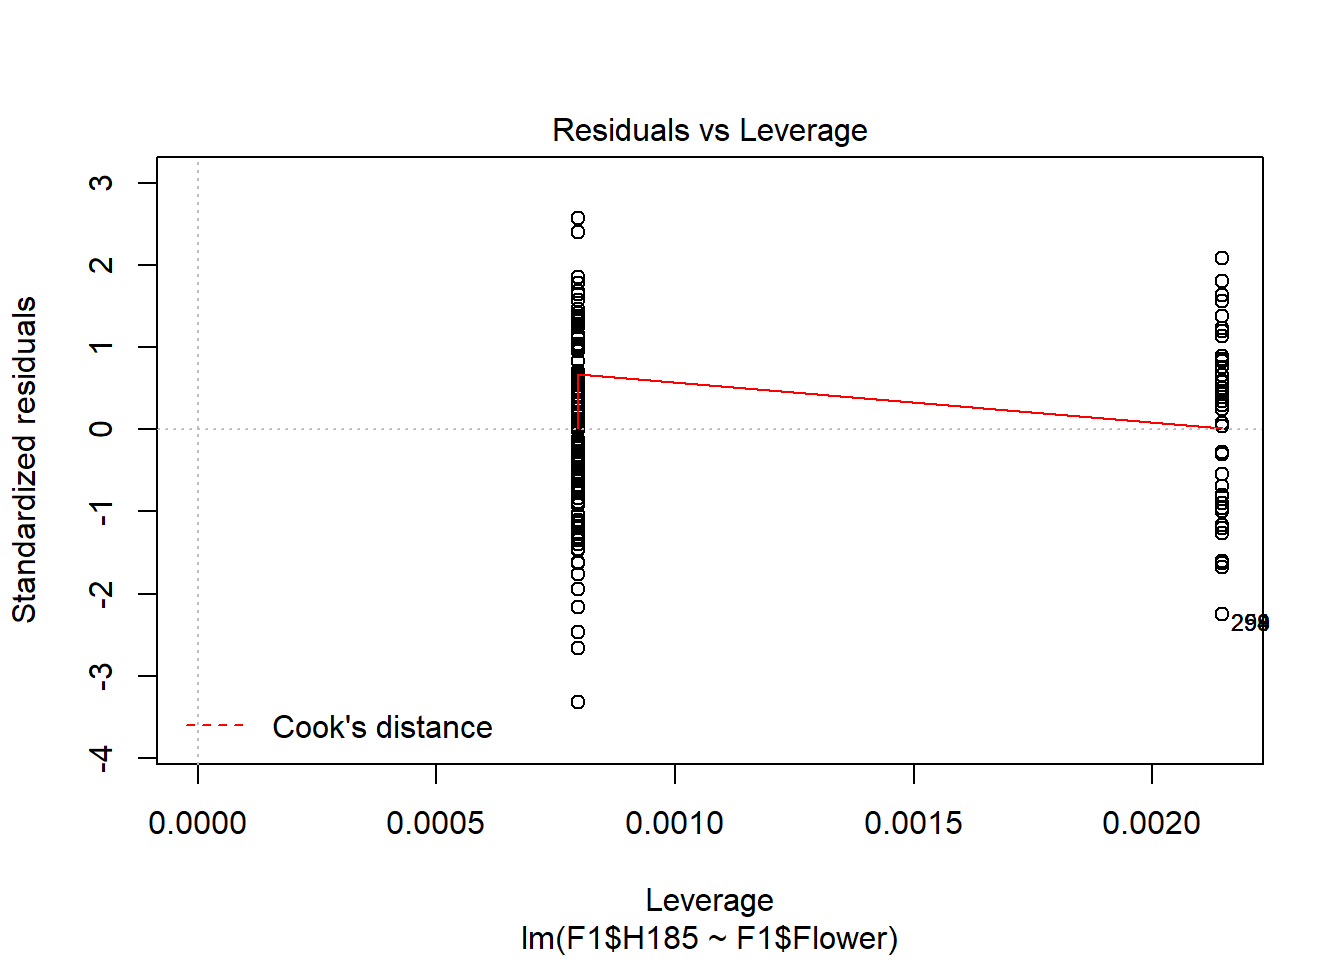 Residuals vs Leverage
Standardized residuals
3
2
1
0
-1
-2
-3
-4
Cook's distance
0.0000 0.0005 0.0010 0.0015 0.0020
Leverage
lm(F1$H185 ~ F1$Flower)